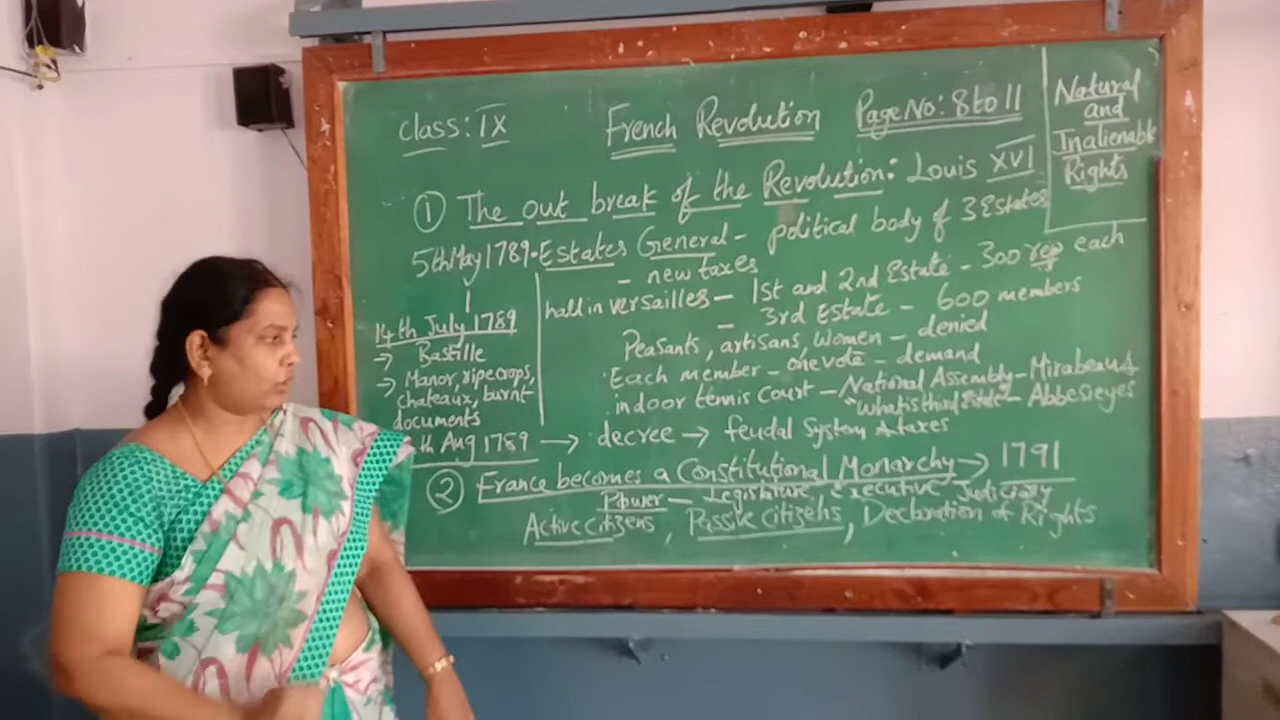 Class: IX French Revolution Page No: 8 to 11
Natural
and
Inalienable
Rights
① The out break of the Revolution: Louis XVI
5th May 1789 - Estates General - political body of 3 Estates
- new taxes
hall in versailles - 1st and 2nd Estate - 300 rep each
- 3rd Estate - 600 members
Peasants, artisans, women - denied
Each member - one vote - demand
indoor tennis court - National Assembly - Mirabeau &
"What is third Estate" - Abbesieyes
14th July 1789
→ Bastille
→ Manor, ripe crops,
chateaux, burnt
documents
th Aug 1789 → decree → feudal System & taxes
② France becomes a Constitutional Monarchy → 1791
Power - Legislature, Executive Judiciary
Active citizens, Passive citizens, Declaration of Rights